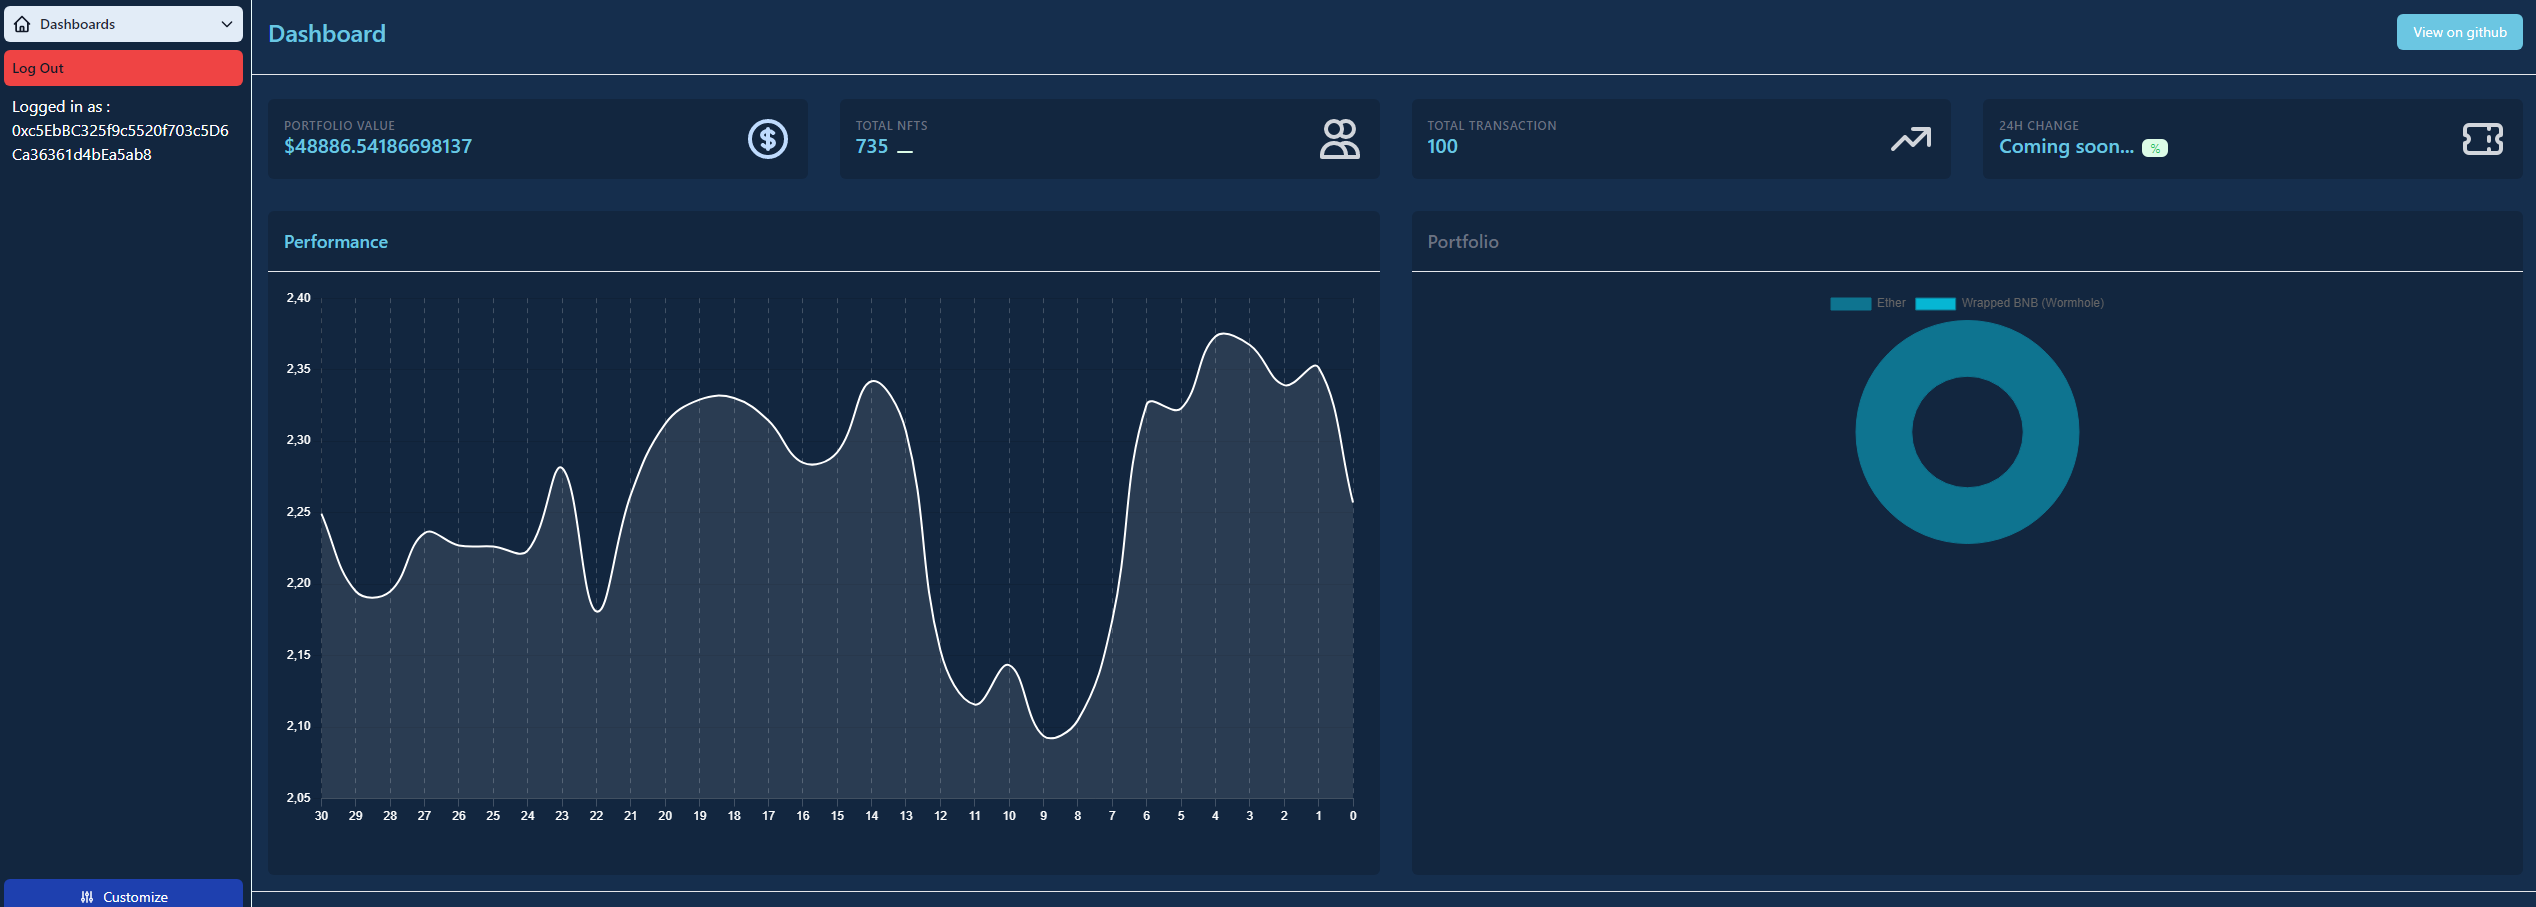 Dashboards
Log Out
Logged in as :
0xc5EbBC325f9c5520f703c5D6
Ca36361d4bEa5ab8
Customize
Dashboard
View on github
PORTFOLIO VALUE
$48886.54186698137
TOTAL NFTS
735
TOTAL TRANSACTION
100
24H CHANGE
Coming soon... %
Performance
2,40
2,35
2,30
2,25
2,20
2,15
2,10
2,05
30 29 28 27 26 25 24 23 22 21 20 19 18 17 16 15 14 13 12 11 10 9 8 7 6 5 4 3 2 1 0
Portfolio
Ether Wrapped BNB (Wormhole)